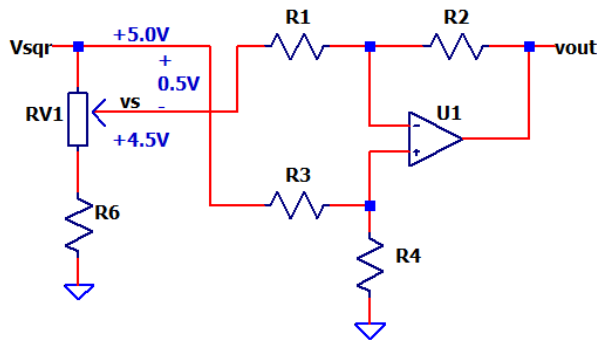 R1
R2
Vsqr
+5.0V
vout
+
0.5V
RV1
vs
-
U1
+4.5V
-
+
R3
R6
R4